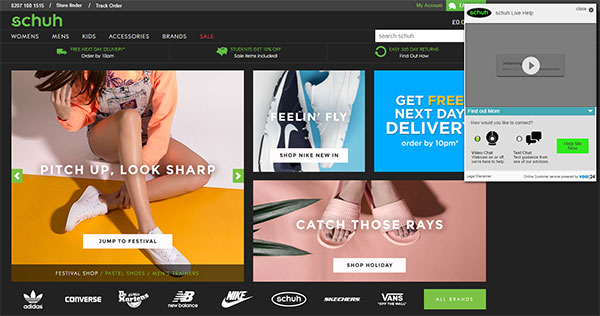 0207 100 1515 / Store finder / Track Order
My Account
schuh
£0.0
WOMENS MENS KIDS ACCESSORIES BRANDS SALE
search schuh
FREE NEXT DAY DELIVERY*
Order by 10pm
STUDENTS GET 10% OFF
Sale items included!
EASY 365 DAY RETURNS
Find Out How
PITCH UP, LOOK SHARP
JUMP TO FESTIVAL
FESTIVAL SHOP / PASTEL SHOES / MEN'S TRAINERS
FEELIN' FLY
SHOP NIKE NEW IN
GET FREE
NEXT DAY
DELIVER
order by 10pm*
CATCH THOSE RAYS
SHOP HOLIDAY
adidas
CONVERSE
Dr. Martens
new balance
NIKE
schuh
SKECHERS
VANS
"OFF THE WALL"
ALL BRANDS
close
schuh
schuh Live Help
Find out More
How would you like to connect?
Video Chat
Webcam on or off,
we're here to help.
Text Chat
Text guidance from
one of our advisors
Help Me
Now
Legal Disclaimer
Online Customer service powered by